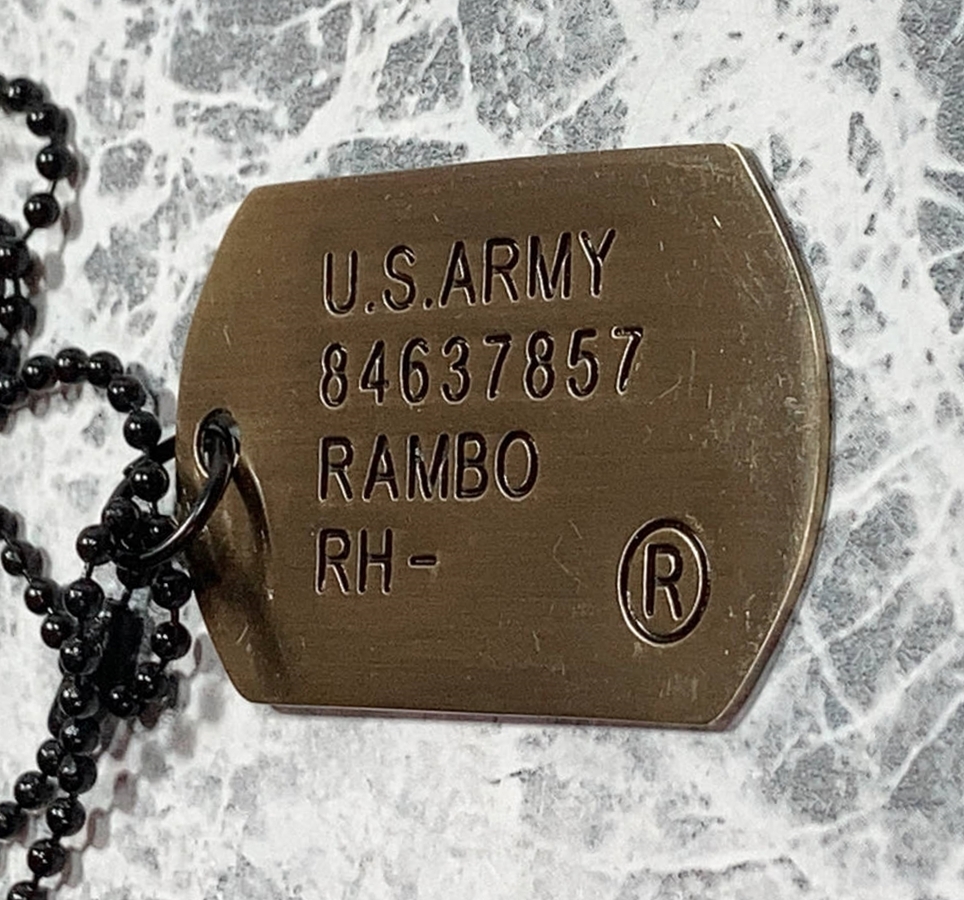 U.S.ARMY
84637857
RAMBO
RH-
®